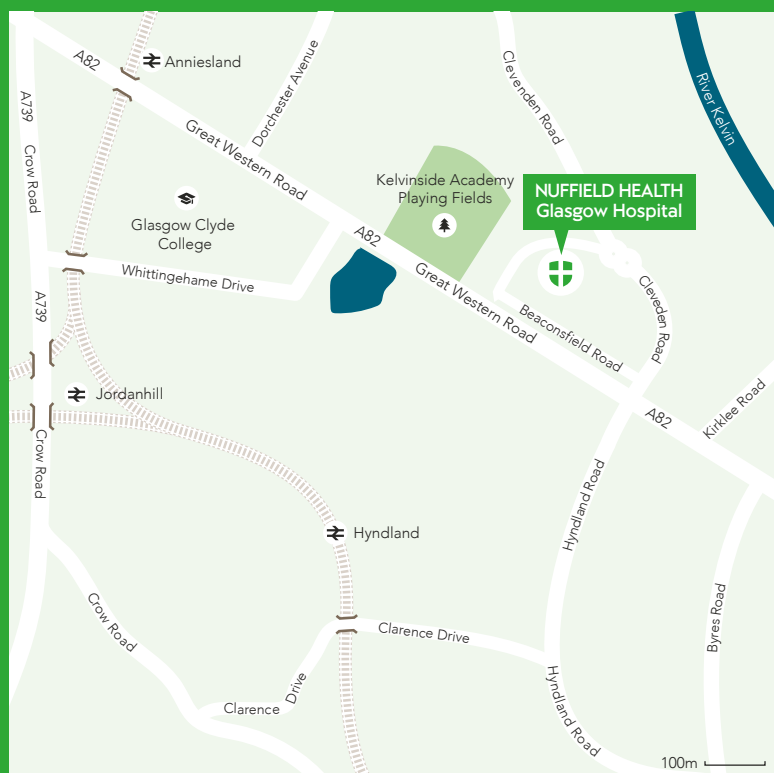 A82
Anniesland
Dorchester Avenue
Clevenden Road
River Kelvin
A739
Crow Road
Great Western Road
Kelvinside Academy
Playing Fields
NUFFIELD HEALTH
Glasgow Hospital
Glasgow Clyde
College
A82
Whittingehame Drive
Great Western Road
Cleveden Road
A739
Beaconsfield Road
Jordanhill
A82
Kirklee Road
Crow Road
Hyndland Road
Hyndland
Crow Road
Clarence Drive
Byres Road
Clarence Drive
Hyndland Road
100m